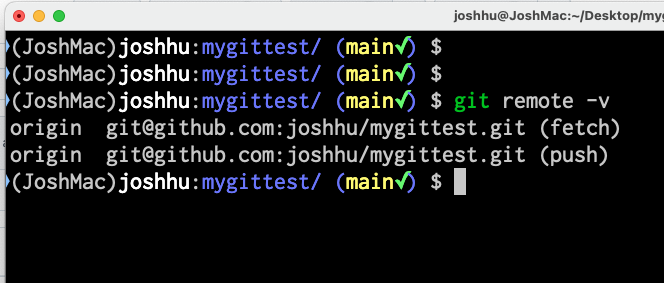 joshhu@JoshMac:~/Desktop/myg
(JoshMac)joshhu:mygittest/ (main✓) $
(JoshMac)joshhu:mygittest/ (main✓) $
(JoshMac)joshhu:mygittest/ (main✓) $ git remote -v
origin  git@github.com:joshhu/mygittest.git (fetch)
origin  git@github.com:joshhu/mygittest.git (push)
(JoshMac)joshhu:mygittest/ (main✓) $